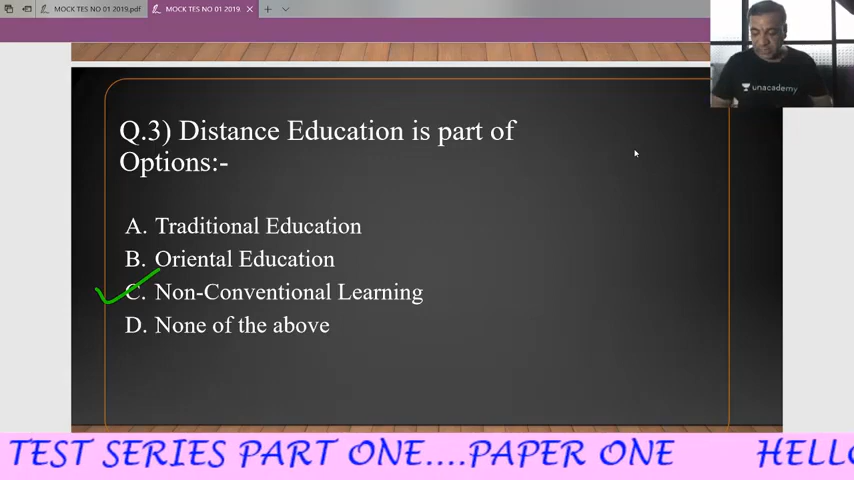 MOCK TES NO 01 2019.pdf
MOCK TES NO 01 2019.
unacademy
Q.3) Distance Education is part of
Options:-
A. Traditional Education
B. Oriental Education
C. Non-Conventional Learning
D. None of the above
TEST SERIES PART ONE....PAPER ONE HELLO